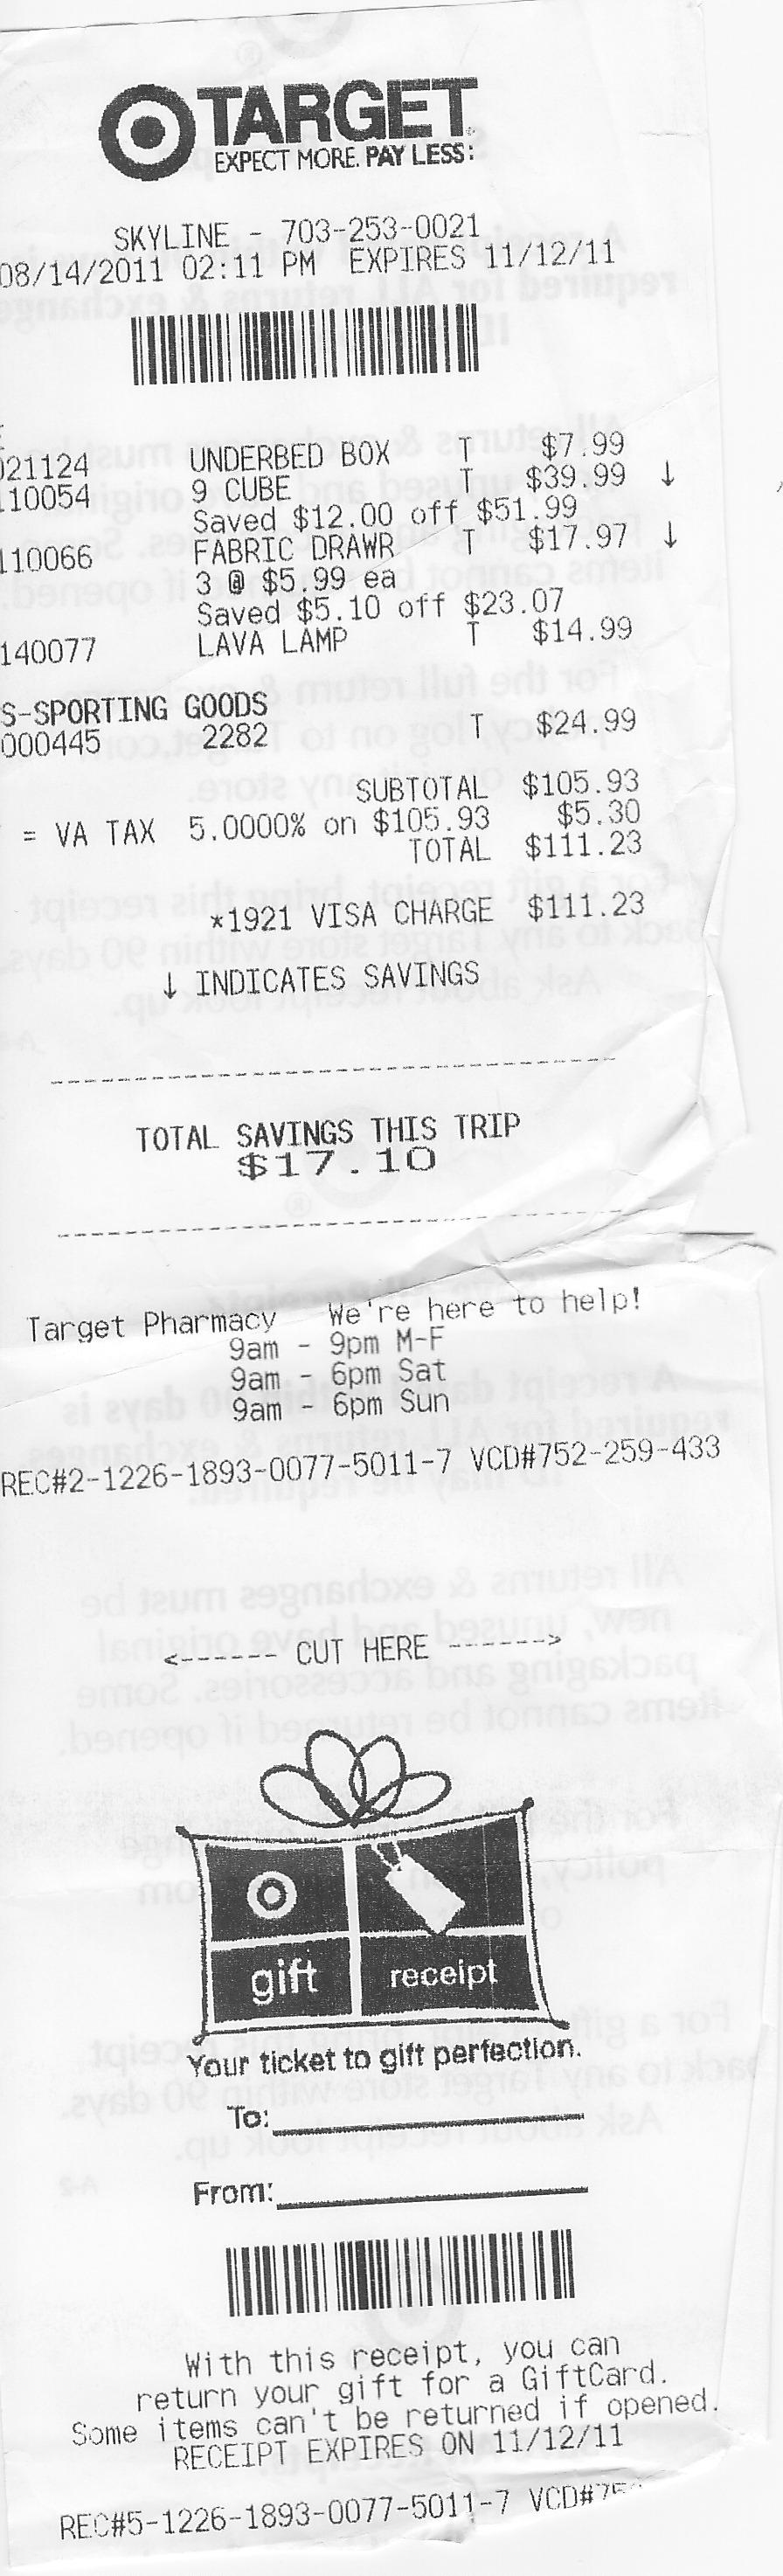 TARGET
EXPECT MORE. PAY LESS.
SKYLINE - 703-253-0021
08/14/2011 02:11 PM EXPIRES 11/12/11
021124 UNDERBED BOX T $7.99
110054 9 CUBE T $39.99 ↓
Saved $12.00 off $51.99
110066 FABRIC DRAWR T $17.97 ↓
3 @ $5.99 ea
Saved $5.10 off $23.07
140077 LAVA LAMP T $14.99
S-SPORTING GOODS
000445 2282 T $24.99
SUBTOTAL $105.93
= VA TAX 5.0000% on $105.93 $5.30
TOTAL $111.23
*1921 VISA CHARGE $111.23
↓ INDICATES SAVINGS
TOTAL SAVINGS THIS TRIP
$17.10
Target Pharmacy We're here to help!
9am - 9pm M-F
9am - 6pm Sat
9am - 6pm Sun
REC#2-1226-1893-0077-5011-7 VCD#752-259-433
<------ CUT HERE ------>
gift receipt
Your ticket to gift perfection.
To:
From:
With this receipt, you can
return your gift for a GiftCard.
Some items can't be returned if opened.
RECEIPT EXPIRES ON 11/12/11
REC#5-1226-1893-0077-5011-7 VCD#75